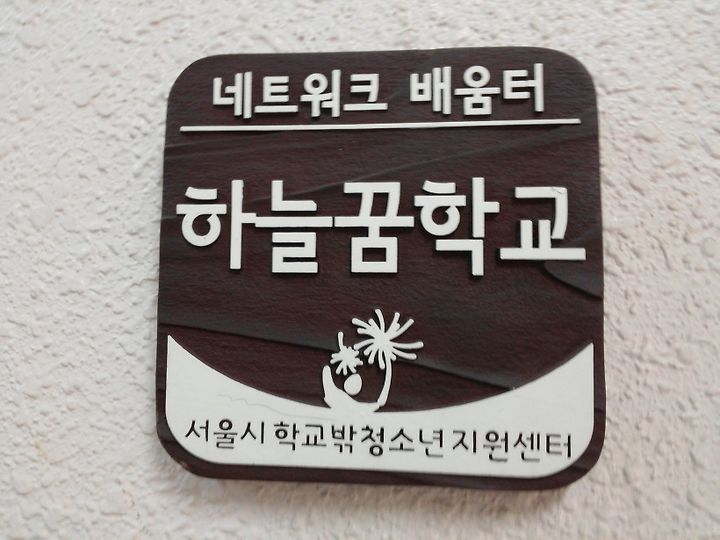 네트워크 배움터
하늘꿈학교
서울시학교밖청소년지원센터